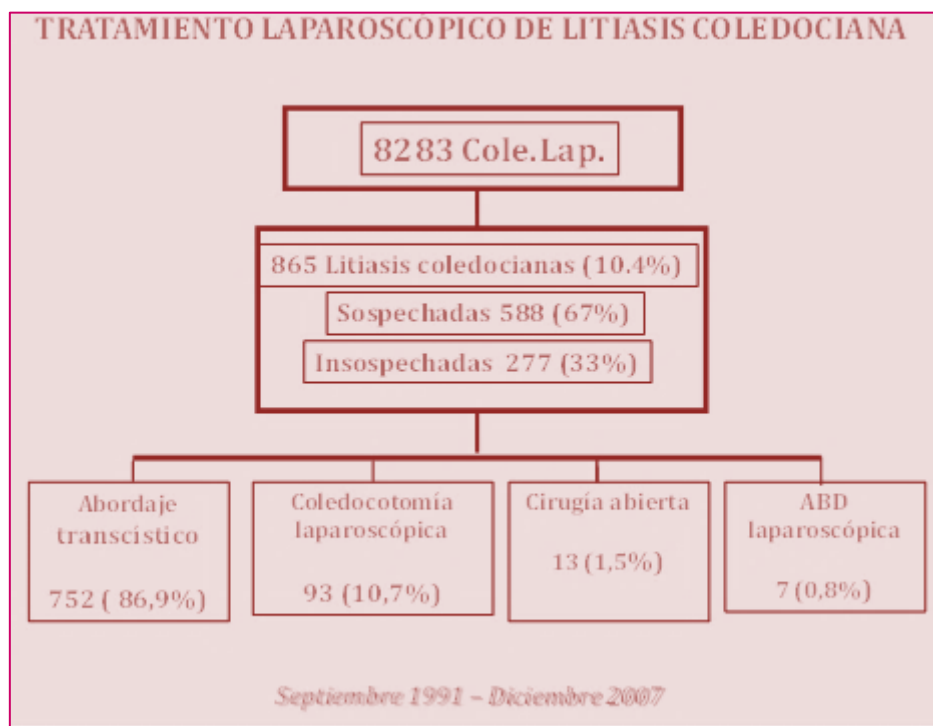 TRATAMIENTO LAPAROSCÓPICO DE LITIASIS COLEDOCIANA
8283 Cole.Lap.
865 Litiasis coledocianas (10.4%)
Sospechadas 588 (67%)
Insospechadas 277 (33%)
Abordaje
transcístico
752 ( 86,9%)
Coledocotomía
laparoscópica
93 (10,7%)
Cirugía abierta
13 (1,5%)
ABD
laparoscópica
7 (0,8%)
Septiembre 1991 – Diciembre 2007